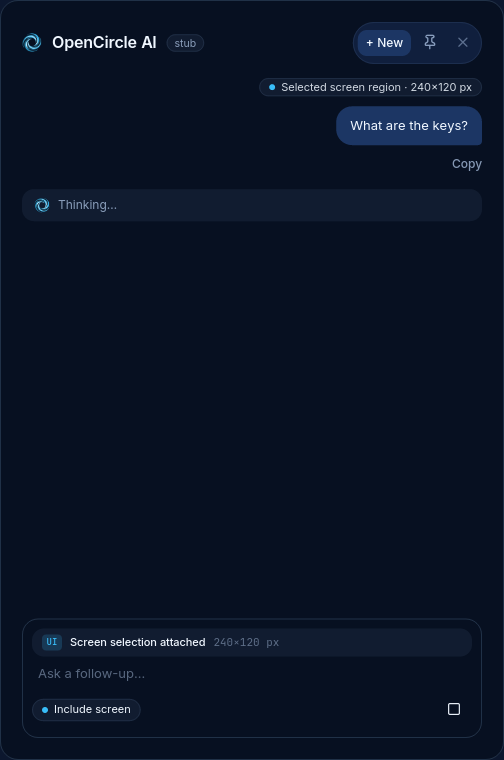 OpenCircle AI stub + New
Selected screen region · 240×120 px
What are the keys?
Copy
Thinking...
UI Screen selection attached 240×120 px
Ask a follow-up...
Include screen